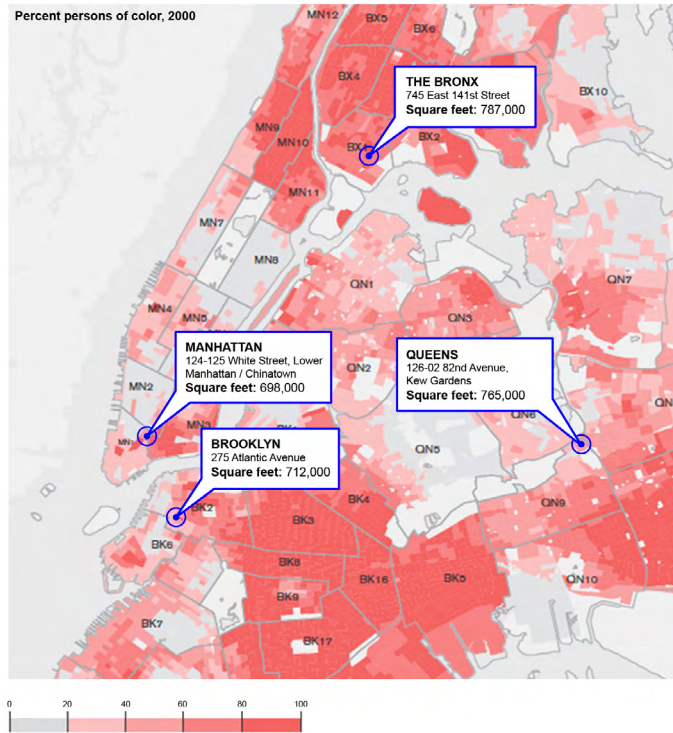 Percent persons of color, 2000
MN12
BX5
BX6
BX4
BX10
THE BRONX
745 East 141st Street
Square feet: 787,000
MN9
MN10
BX1
BX2
MN11
MN7
MN8
QN1
QN7
MN4
MN5
QN3
MANHATTAN
124-125 White Street, Lower
Manhattan / Chinatown
Square feet: 698,000
QUEENS
126-02 82nd Avenue,
Kew Gardens
Square feet: 765,000
MN2
QN2
QN6
MN1
MN3
QN5
BROOKLYN
275 Atlantic Avenue
Square feet: 712,000
BK4
BK2
BK3
QN9
BK6
BK8
BK16
BK5
QN10
BK9
BK7
BK17
0 20 40 60 80 100